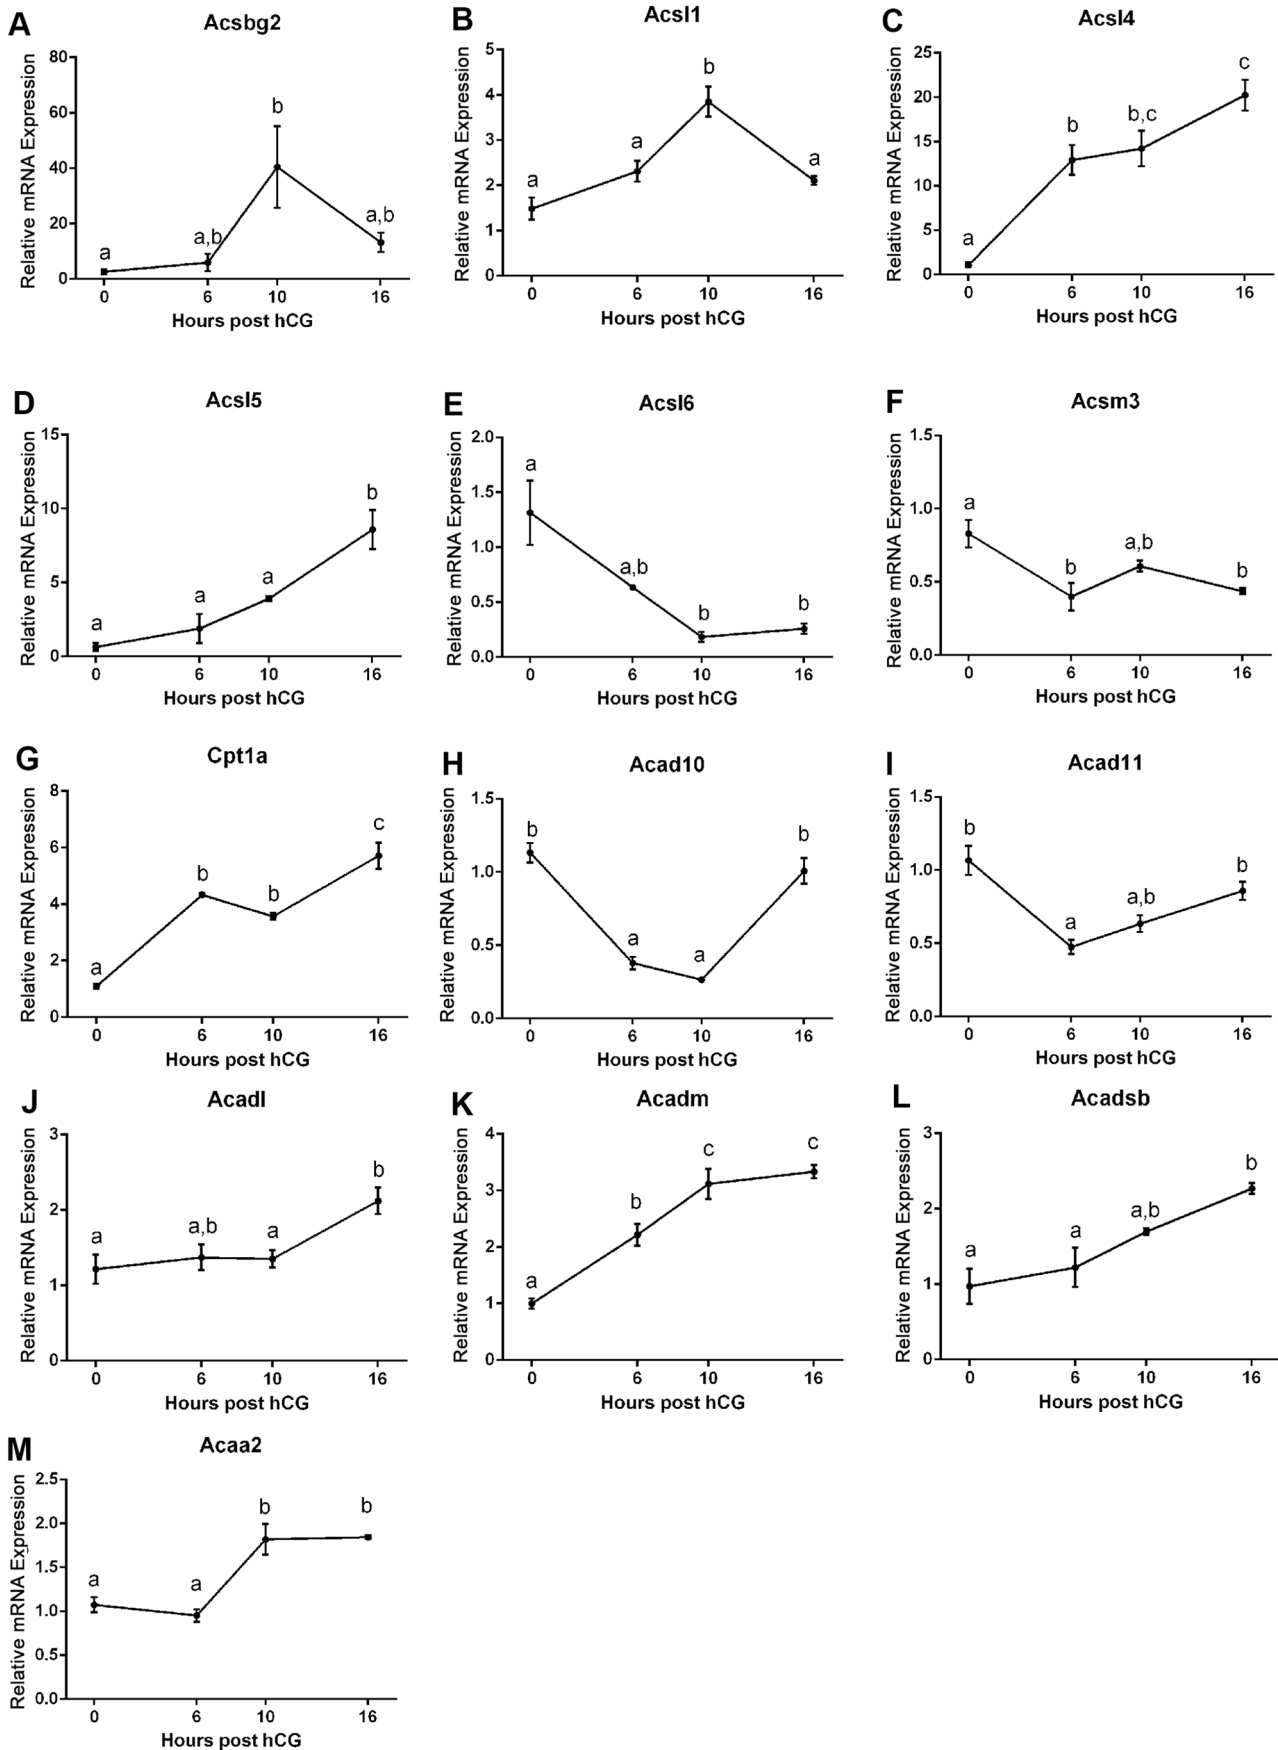 A
Acsbg2
Relative mRNA Expression
80
60
40
20
0
a
a,b
b
a,b
0 6 10 16
Hours post hCG
B
Acsl1
Relative mRNA Expression
5
4
3
2
1
0
a
a
b
a
0 6 10 16
Hours post hCG
C
Acsl4
Relative mRNA Expression
25
20
15
10
5
0
a
b
b,c
c
0 6 10 16
Hours post hCG
D
Acsl5
Relative mRNA Expression
15
10
5
0
a
a
a
b
0 6 10 16
Hours post hCG
E
Acsl6
Relative mRNA Expression
2.0
1.5
1.0
0.5
0.0
a
a,b
b
b
0 6 10 16
Hours post hCG
F
Acsm3
Relative mRNA Expression
1.5
1.0
0.5
0.0
a
b
a,b
b
0 6 10 16
Hours post hCG
G
Cpt1a
Relative mRNA Expression
8
6
4
2
0
a
b
b
c
0 6 10 16
Hours post hCG
H
Acad10
Relative mRNA Expression
1.5
1.0
0.5
0.0
b
a
a
b
0 6 10 16
Hours post hCG
I
Acad11
Relative mRNA Expression
1.5
1.0
0.5
0.0
b
a
a,b
b
0 6 10 16
Hours post hCG
J
Acadl
Relative mRNA Expression
3
2
1
0
a
a,b
a
b
0 6 10 16
Hours post hCG
K
Acadm
Relative mRNA Expression
4
3
2
1
0
a
b
c
c
0 6 10 16
Hours post hCG
L
Acadsb
Relative mRNA Expression
3
2
1
0
a
a
a,b
b
0 6 10 16
Hours post hCG
M
Acaa2
Relative mRNA Expression
2.5
2.0
1.5
1.0
0.5
0.0
a
a
b
b
0 6 10 16
Hours post hCG